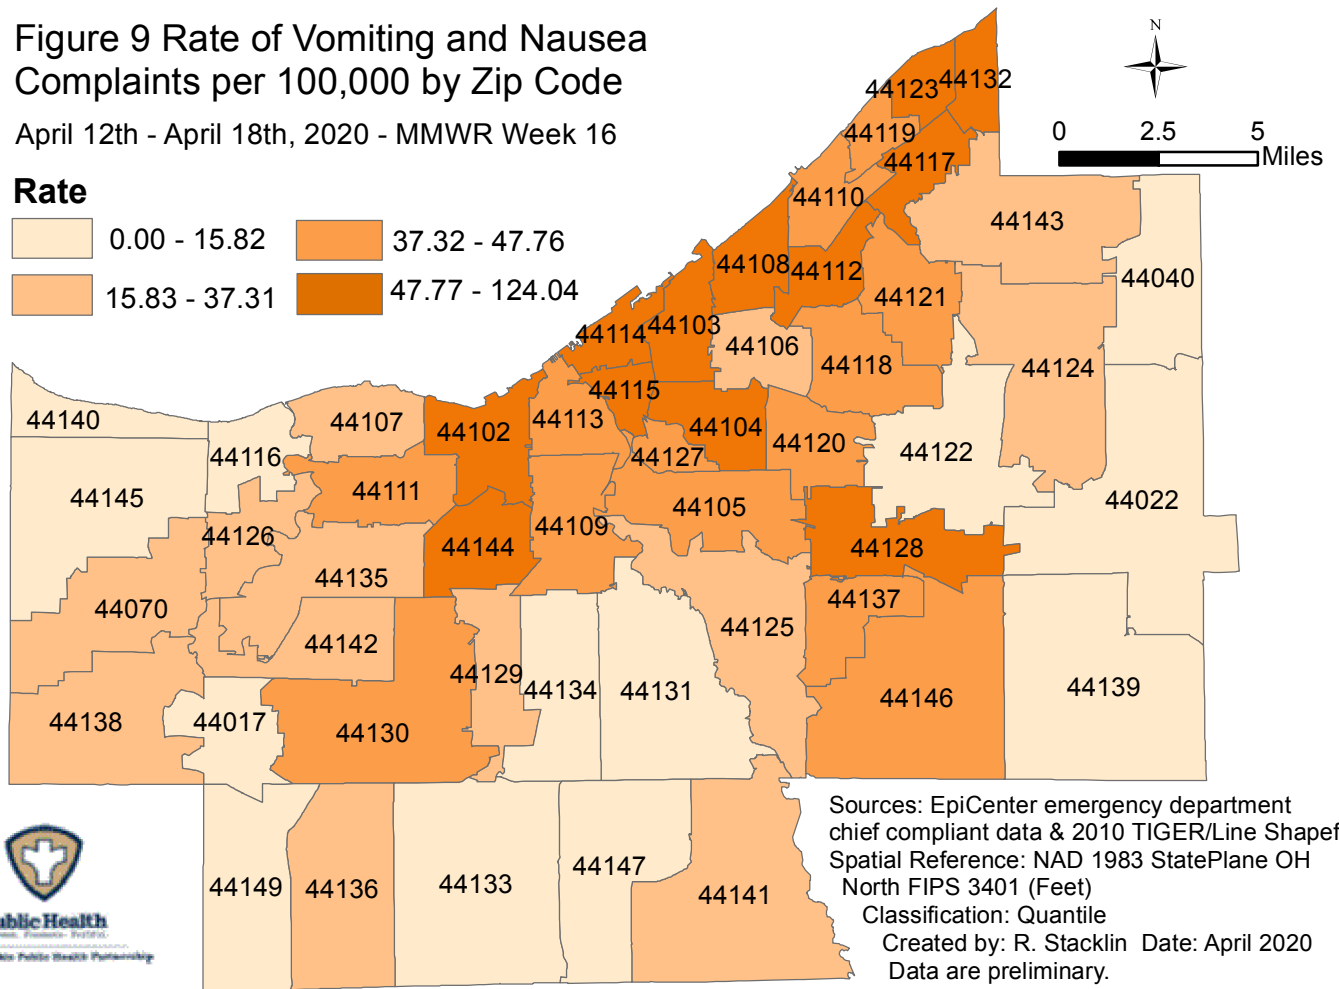 Figure 9 Rate of Vomiting and Nausea
Complaints per 100,000 by Zip Code
April 12th - April 18th, 2020 - MMWR Week 16
Rate
0.00 - 15.82
37.32 - 47.76
15.83 - 37.31
47.77 - 124.04
N
0 2.5 5
Miles
44123
44132
44119
44117
44110
44143
44108
44112
44040
44121
44114
44103
44106
44118
44124
44115
44140
44107
44102
44113
44104
44120
44122
44116
44127
44145
44111
44105
44022
44126
44109
44144
44128
44135
44070
44137
44142
44125
44129
44134
44131
44139
44146
44138
44017
44130
44149
44136
44133
44147
44141
Sources: EpiCenter emergency department
chief compliant data & 2010 TIGER/Line Shapef
Spatial Reference: NAD 1983 StatePlane OH
North FIPS 3401 (Feet)
Classification: Quantile
Created by: R. Stacklin Date: April 2020
Data are preliminary.
ublic Health
Public Health Partnership